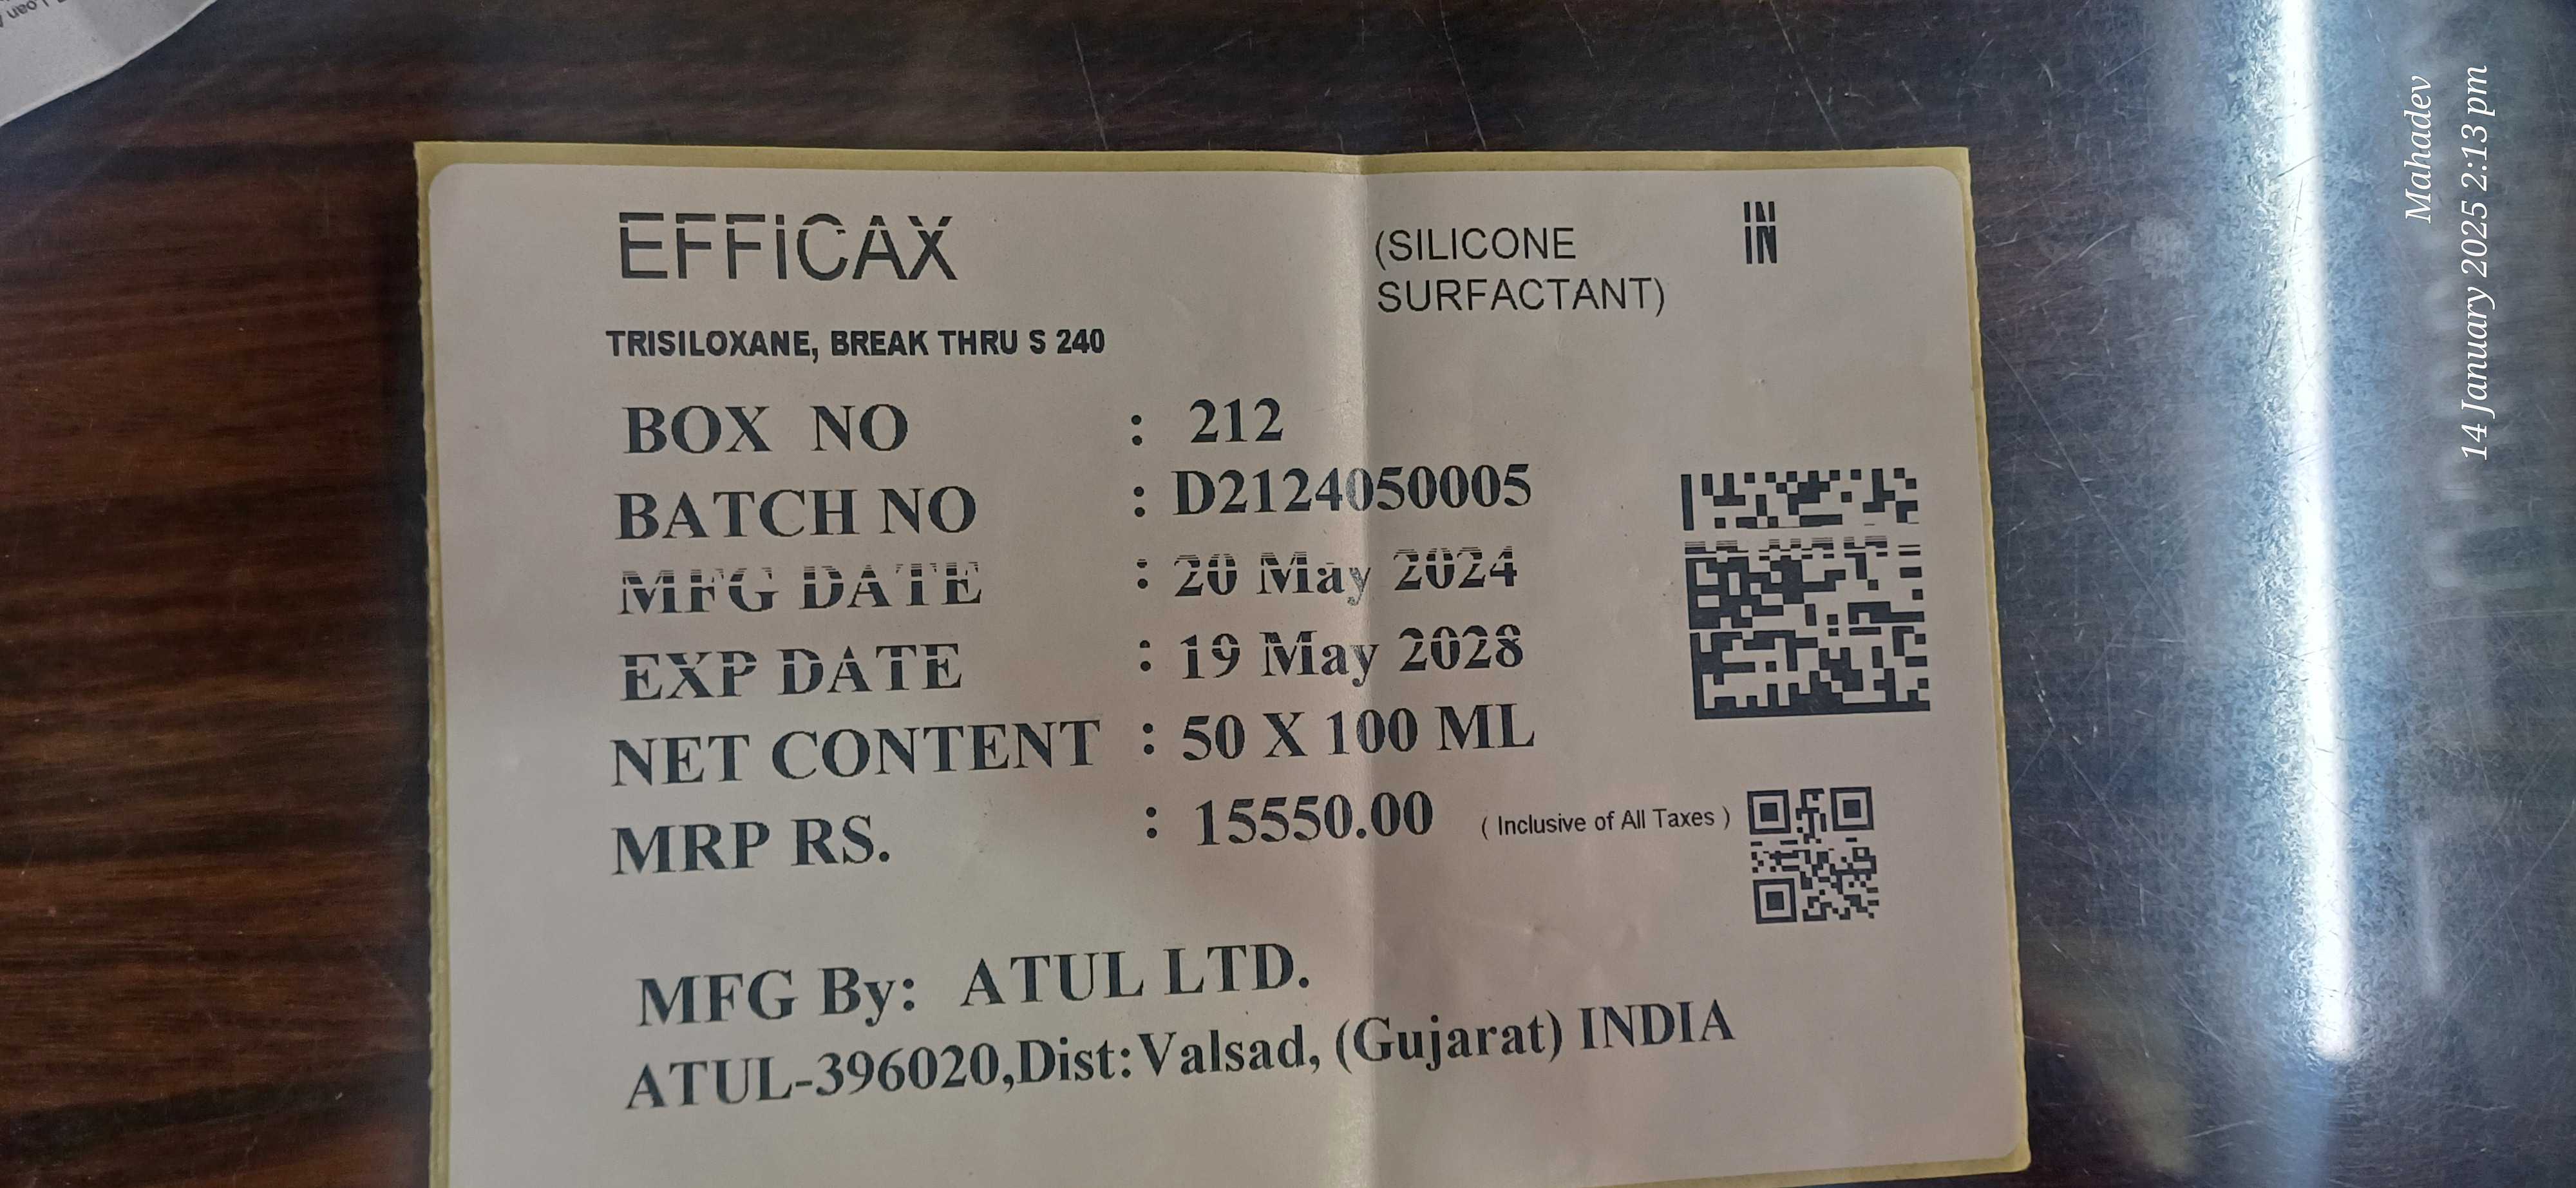 EFFiCAX
(SILICONE
SURFACTANT)
IN
IN
TRISILOXANE, BREAK THRU S 240
BOX NO : 212
BATCH NO : D2124050005
MFG DATE : 20 May 2024
EXP DATE : 19 May 2028
NET CONTENT : 50 X 100 ML
MRP RS. : 15550.00 ( Inclusive of All Taxes )
MFG By: ATUL LTD.
ATUL-396020,Dist:Valsad, (Gujarat) INDIA
Mahadev
14 January 2025 2:13 pm
Loan